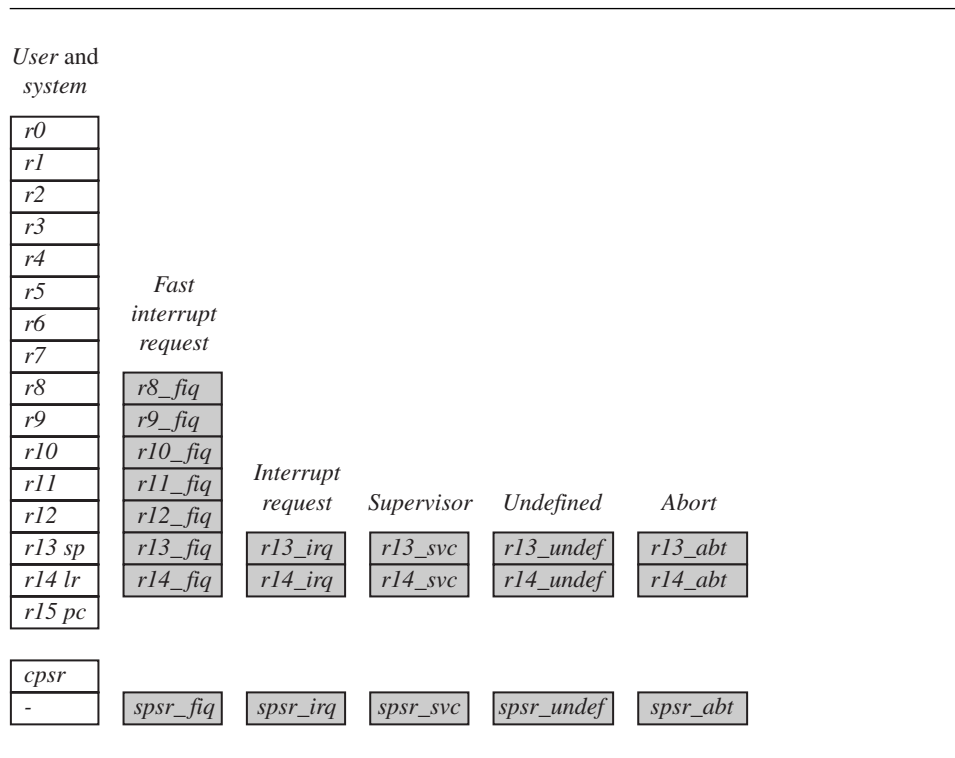 User and
system
r0
r1
r2
r3
r4
r5
r6
r7
r8
r9
r10
r11
r12
r13 sp
r14 lr
r15 pc
cpsr
-
Fast
interrupt
request
r8_fiq
r9_fiq
r10_fiq
r11_fiq
r12_fiq
r13_fiq
r14_fiq
spsr_fiq
Interrupt
request
r13_irq
r14_irq
spsr_irq
Supervisor
r13_svc
r14_svc
spsr_svc
Undefined
r13_undef
r14_undef
spsr_undef
Abort
r13_abt
r14_abt
spsr_abt